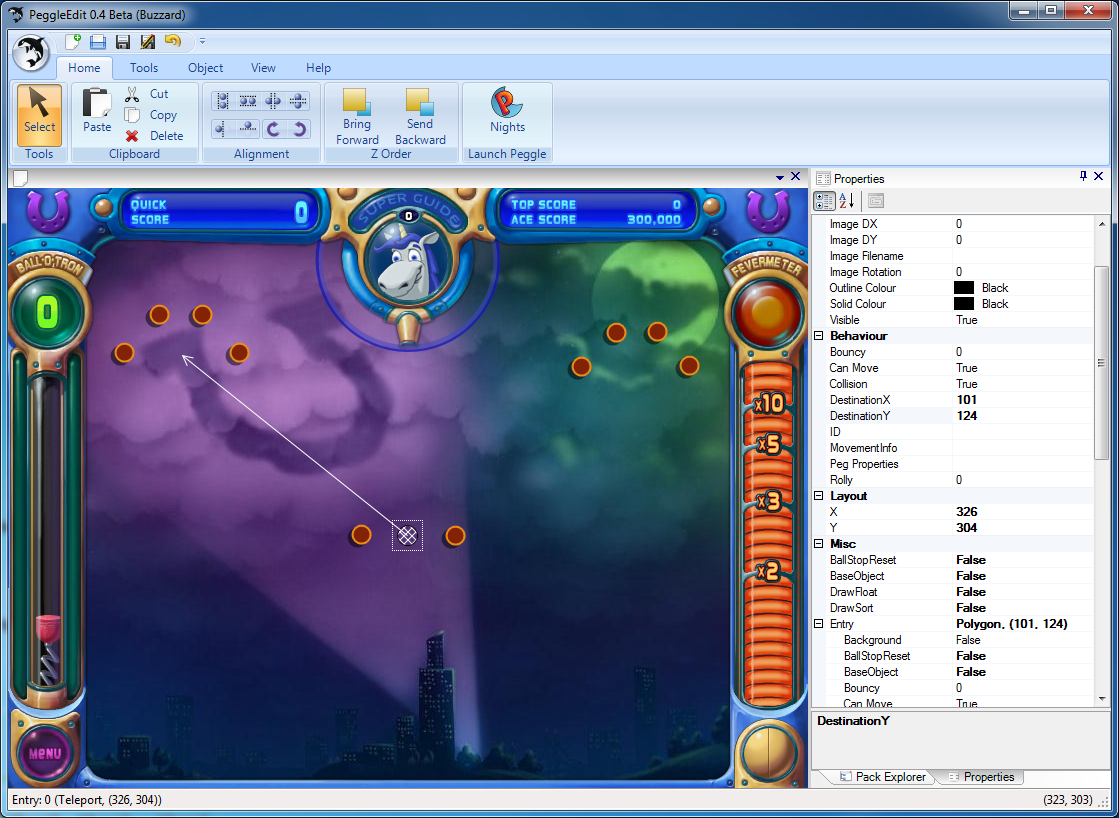 PeggleEdit 0.4 Beta (Buzzard)
Home Tools Object View Help
Select
Tools
Paste
Cut
Copy
Delete
Clipboard
Alignment
Bring Forward
Send Backward
Z Order
Nights
Launch Peggle
QUICK SCORE 0
SUPER GUIDE
0
TOP SCORE 0
ACE SCORE 300,000
BALL-O-TRON
0
FEVERMETER
x10
x5
x3
x2
MENU
Properties
Image DX 0
Image DY 0
Image Filename
Image Rotation 0
Outline Colour Black
Solid Colour Black
Visible True
Behaviour
Bouncy 0
Can Move True
Collision True
DestinationX 101
DestinationY 124
ID
MovementInfo
Peg Properties
Rolly 0
Layout
X 326
Y 304
Misc
BallStopReset False
BaseObject False
DrawFloat False
DrawSort False
Entry Polygon, (101, 124)
Background False
BallStopReset False
BaseObject False
Bouncy 0
Can Move True
DestinationY
Pack Explorer Properties
Entry: 0 (Teleport, (326, 304)) (323, 303)